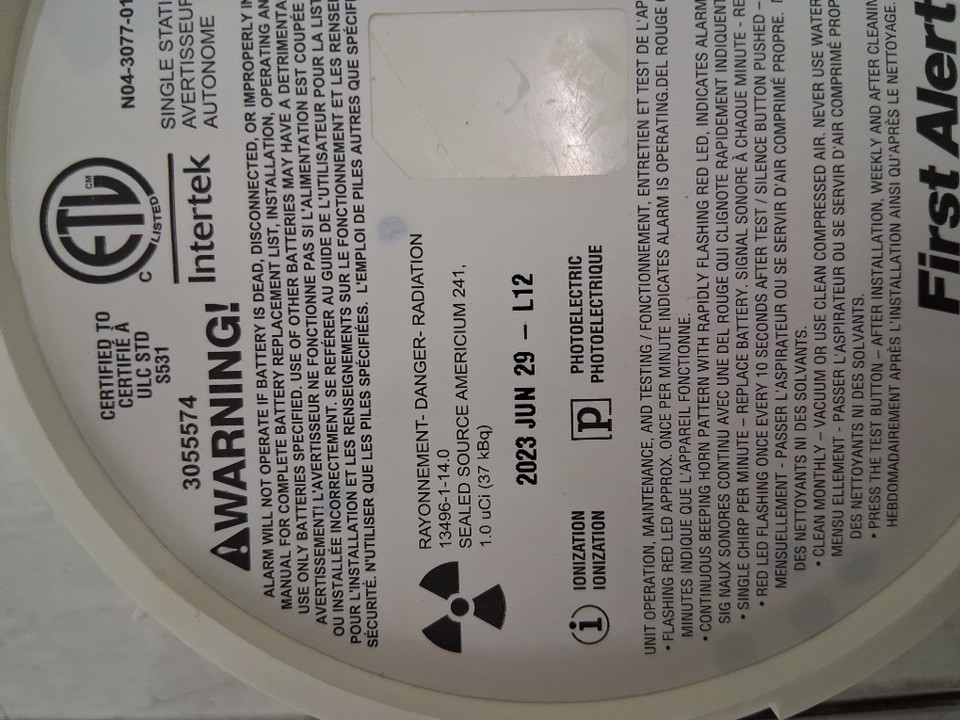 N04-3077-01
SINGLE STATI
AVERTISSEUR
AUTONOME
ETL CM
C LISTED
Intertek
CERTIFIED TO
CERTIFIÉ À
ULC STD
S531
3055574
WARNING!
ALARM WILL NOT OPERATE IF BATTERY IS DEAD, DISCONNECTED, OR IMPROPERLY IN
MANUAL FOR COMPLETE BATTERY REPLACEMENT LIST, INSTALLATION, OPERATING AN
USE ONLY BATTERIES SPECIFIED. USE OF OTHER BATTERIES MAY HAVE A DETRIMENTA
AVERTISSEMENT! L'AVERTISSEUR NE FONCTIONNE PAS SI L'ALIMENTATION EST COUPÉE
OU INSTALLÉE INCORRECTEMENT. SE REFÉRER AU GUIDE DE L'UTILISATEUR POUR LA LIST
POUR L'INSTALLATION ET LES RENSEIGNEMENTS SUR LE FONCTIONNEMENT ET LES RENSEI
SÉCURITÉ. N'UTILISER QUE LES PILES SPÉCIFIÉES. L'EMPLOI DE PILES AUTRES QUE SPÉCIFI
RAYONNEMENT- DANGER- RADIATION
13496-1-14.0
SEALED SOURCE AMERICIUM 241,
1.0 uCi (37 kBq)
2023 JUN 29 – L12
i IONIZATION
IONIZATION
p PHOTOELECTRIC
PHOTOELECTRIQUE
UNIT OPERATION, MAINTENANCE, AND TESTING / FONCTIONNEMENT, ENTRETIEN ET TEST DE L'AP
• FLASHING RED LED APPROX. ONCE PER MINUTE INDICATES ALARM IS OPERATING.DEL ROUGE
MINUTES INDIQUE QUE L'APPAREIL FONCTIONNE.
• CONTINUOUS BEEPING HORN PATTERN WITH RAPIDLY FLASHING RED LED, INDICATES ALARM
SIG NAUX SONORES CONTINU AVEC UNE DEL ROUGE QUI CLIGNOTE RAPIDEMENT INDIQUENT
• SINGLE CHIRP PER MINUTE – REPLACE BATTERY. SIGNAL SONORE À CHAQUE MINUTE - RE
• RED LED FLASHING ONCE EVERY 10 SECONDS AFTER TEST / SILENCE BUTTON PUSHED –
MENSUELLEMENT - PASSER L'ASPIRATEUR OU SE SERVIR D'AIR COMPRIMÉ PROPRE.
DES NETTOYANTS NI DES SOLVANTS.
• CLEAN MONTHLY – VACUUM OR USE CLEAN COMPRESSED AIR. NEVER USE WATER
MENSU ELLEMENT - PASSER L'ASPIRATEUR OU SE SERVIR D'AIR COMPRIMÉ PROP
DES NETTOYANTS NI DES SOLVANTS.
• PRESS THE TEST BUTTON – AFTER INSTALLATION, WEEKLY AND AFTER CLEANIN
HEBDOMADAIREMENT APRÈS L'INSTALLATION AINSI QU'APRÈS LE NETTOYAGE.
First Alert